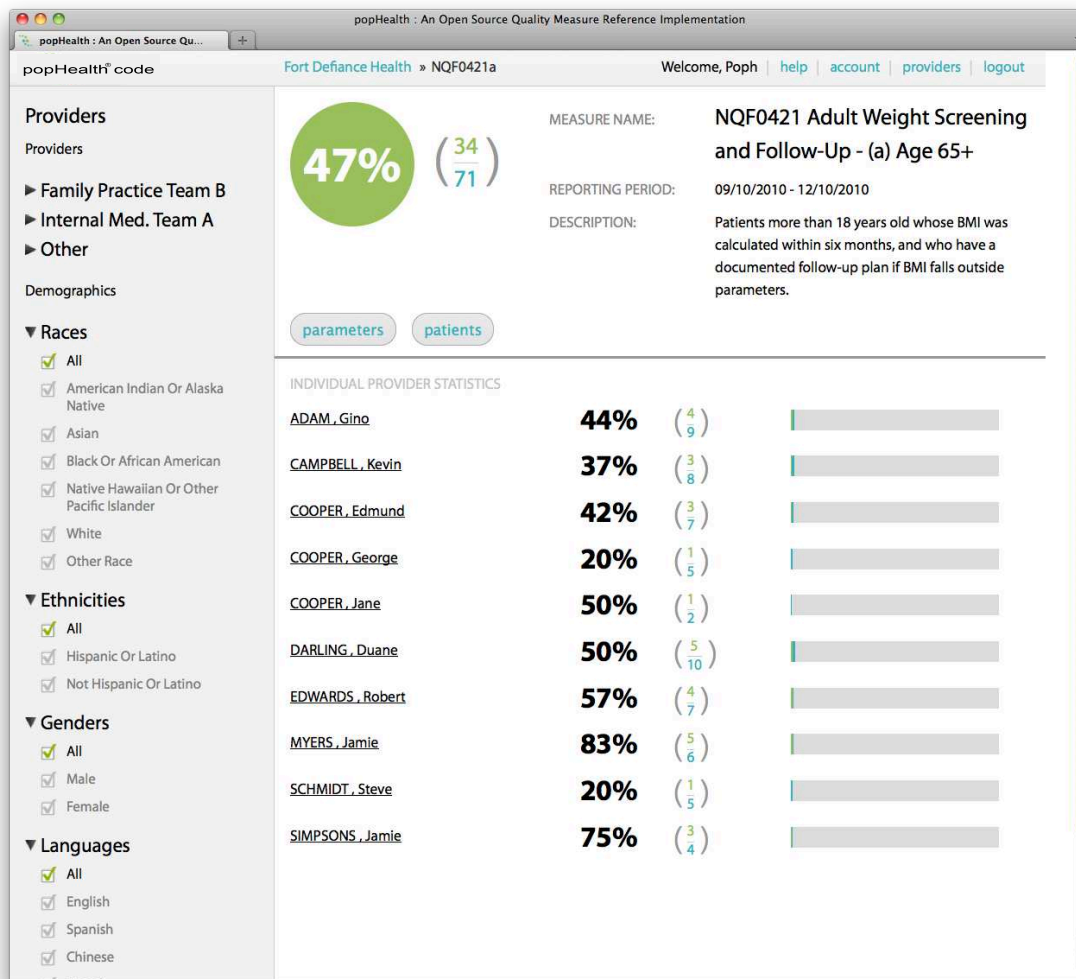 popHealth : An Open Source Quality Measure Reference Implementation
popHealth : An Open Source Qu...
popHealth® code
Fort Defiance Health » NQF0421a
Welcome, Poph | help | account | providers | logout
Providers
Providers
Family Practice Team B
Internal Med. Team A
Other
Demographics
Races
All
American Indian Or Alaska
Native
Asian
Black Or African American
Native Hawaiian Or Other
Pacific Islander
White
Other Race
Ethnicities
All
Hispanic Or Latino
Not Hispanic Or Latino
Genders
All
Male
Female
Languages
All
English
Spanish
Chinese
47% (34/71)
MEASURE NAME:
NQF0421 Adult Weight Screening
and Follow-Up - (a) Age 65+
REPORTING PERIOD:
09/10/2010 - 12/10/2010
DESCRIPTION:
Patients more than 18 years old whose BMI was
calculated within six months, and who have a
documented follow-up plan if BMI falls outside
parameters.
parameters
patients
INDIVIDUAL PROVIDER STATISTICS
ADAM , Gino 44% (4/9)
CAMPBELL , Kevin 37% (3/8)
COOPER , Edmund 42% (3/7)
COOPER , George 20% (1/5)
COOPER , Jane 50% (1/2)
DARLING , Duane 50% (5/10)
EDWARDS , Robert 57% (4/7)
MYERS , Jamie 83% (5/6)
SCHMIDT , Steve 20% (1/5)
SIMPSONS , Jamie 75% (3/4)